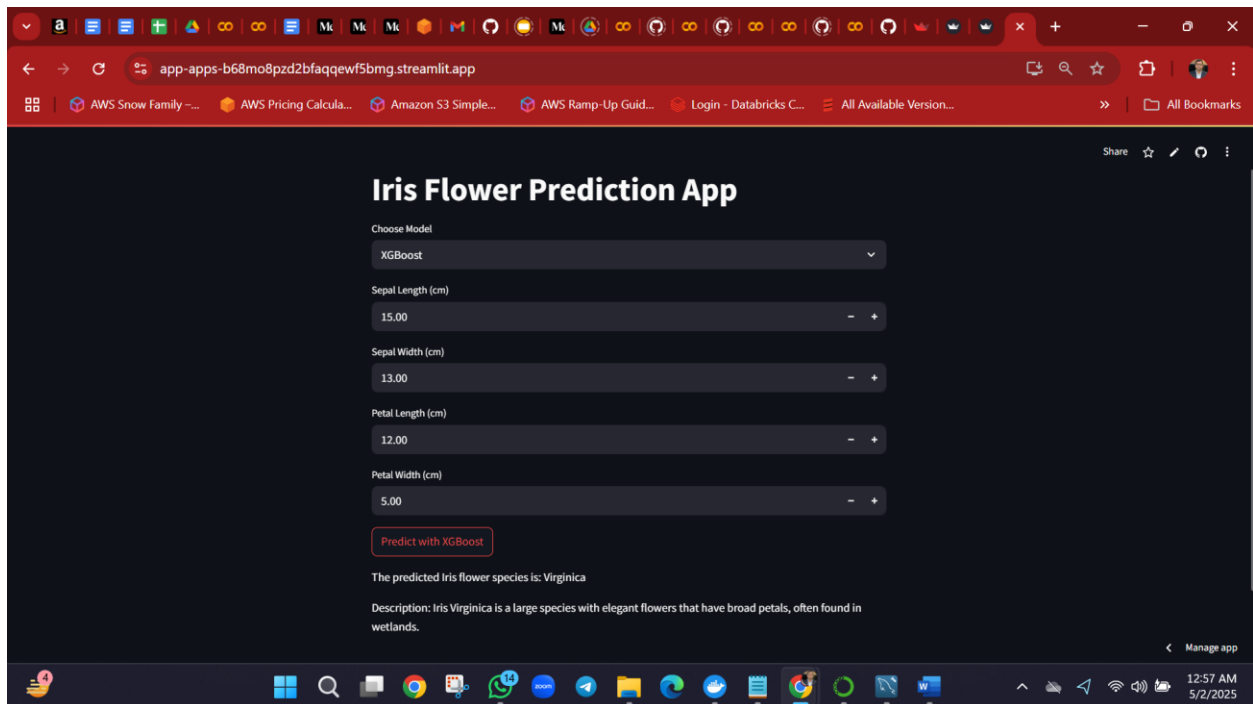 app-apps-b68mo8pzd2bfaqqewf5bmg.streamlit.app
AWS Snow Family –... AWS Pricing Calcula... Amazon S3 Simple... AWS Ramp-Up Guid... Login - Databricks C... All Available Version... All Bookmarks
Share
Iris Flower Prediction App
Choose Model
XGBoost
Sepal Length (cm)
15.00
Sepal Width (cm)
13.00
Petal Length (cm)
12.00
Petal Width (cm)
5.00
Predict with XGBoost
The predicted Iris flower species is: Virginica
Description: Iris Virginica is a large species with elegant flowers that have broad petals, often found in
wetlands.
Manage app
4
14
zoom
12:57 AM
5/2/2025